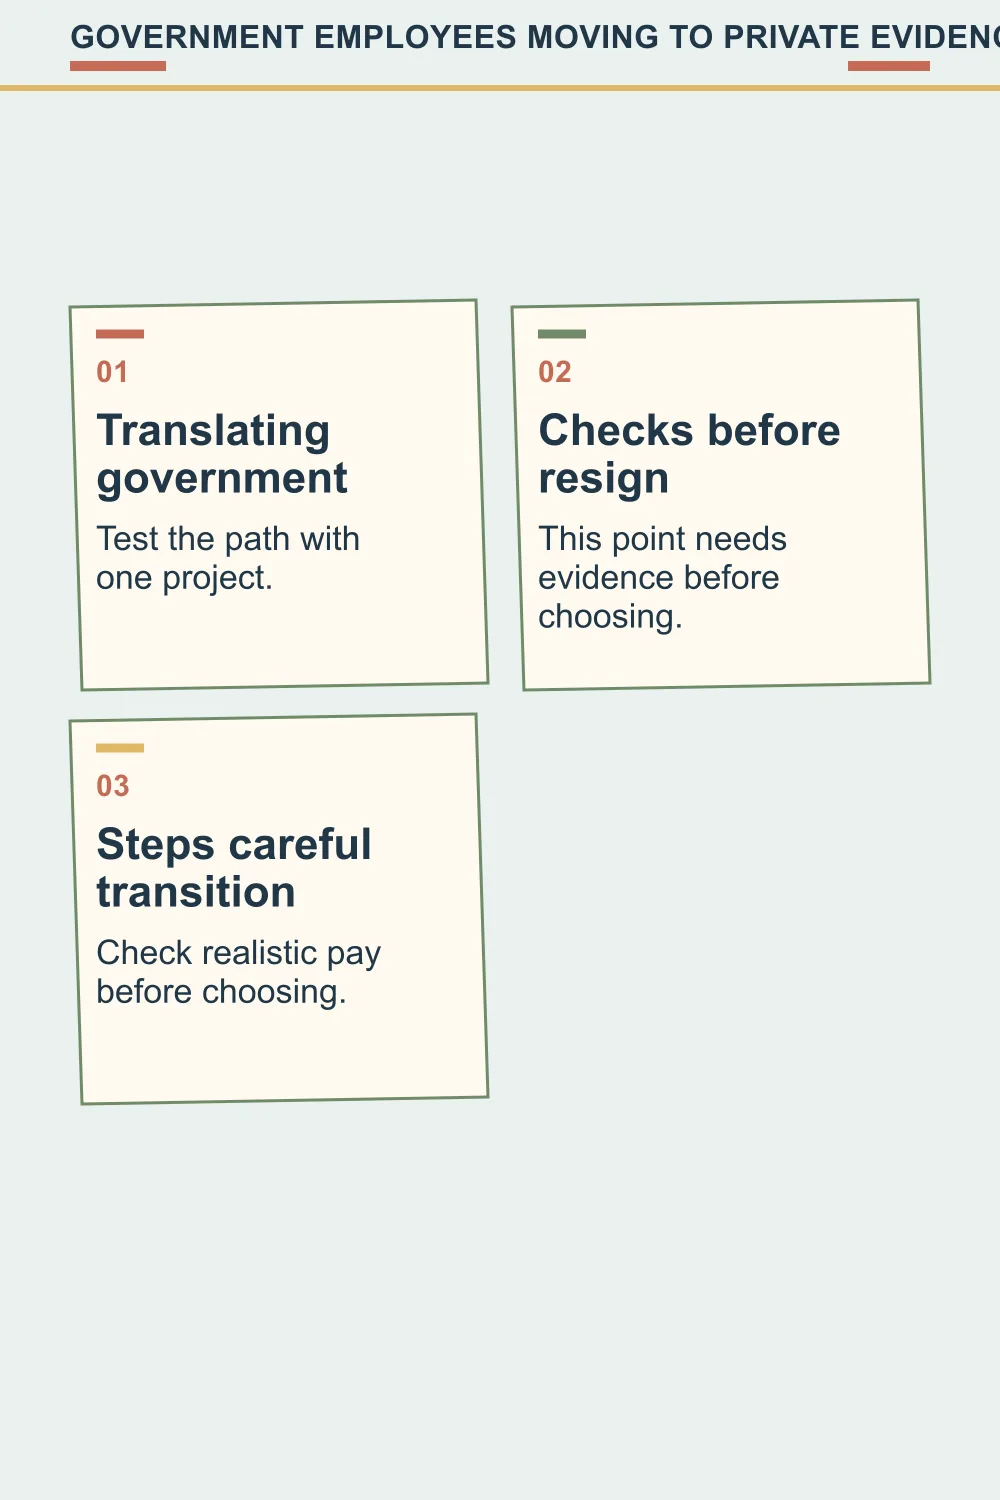 GOVERNMENT EMPLOYEES MOVING TO PRIVATE
01
Translating
government
Test the path with
one project.
02
Checks before
resign
This point needs
evidence before
choosing.
03
Steps careful
transition
Check realistic pay
before choosing.